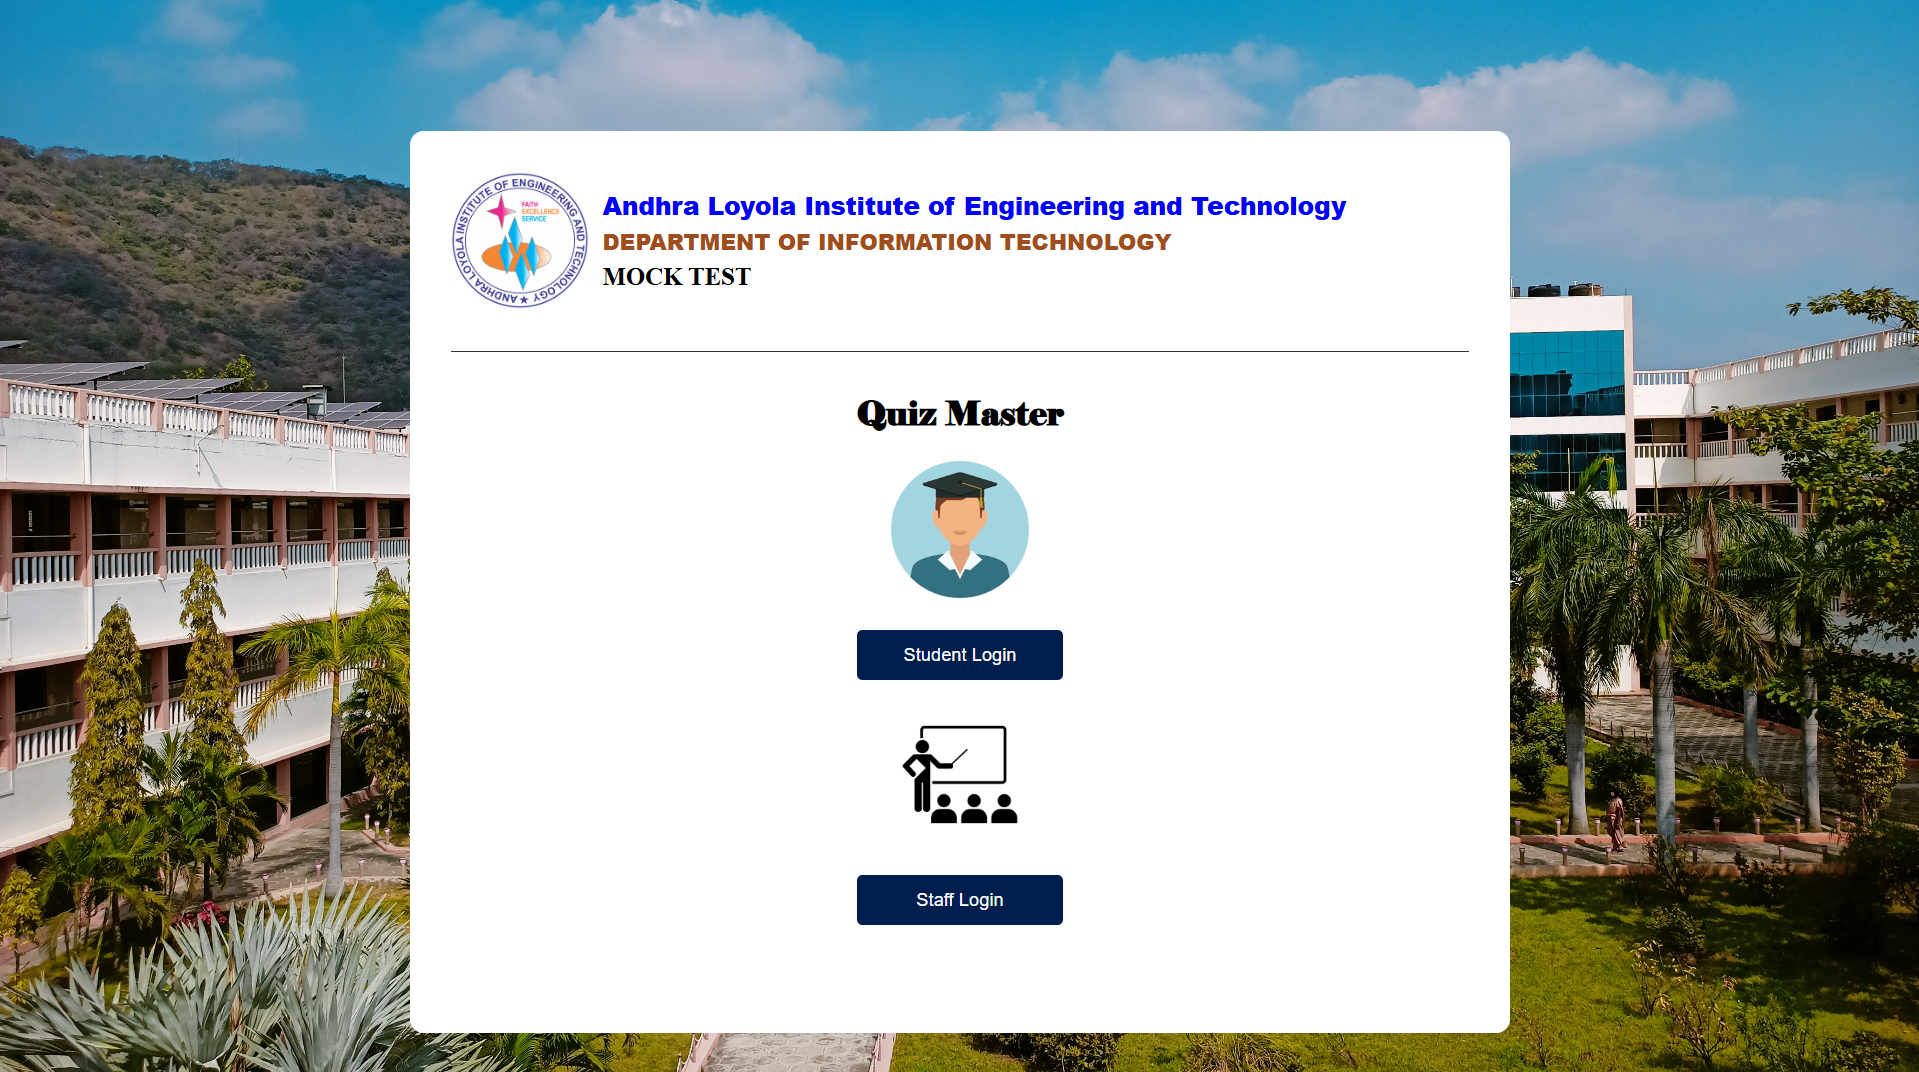 ANDHRA LOYOLA INSTITUTE OF ENGINEERING AND TECHNOLOGY ★
FAITH
EXCELLENCE
SERVICE
Andhra Loyola Institute of Engineering and Technology
DEPARTMENT OF INFORMATION TECHNOLOGY
MOCK TEST
Quiz Master
Student Login
Staff Login